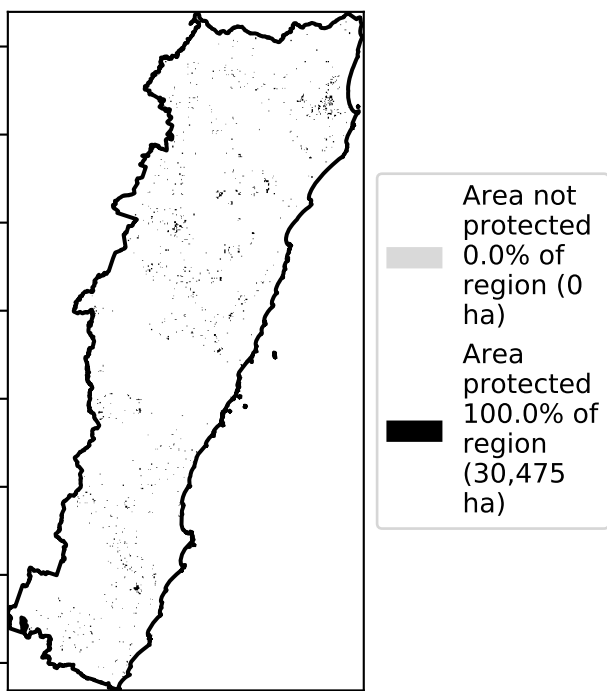 Area not
protected
0.0% of
region (0
ha)
Area
protected
100.0% of
region
(30,475
ha)